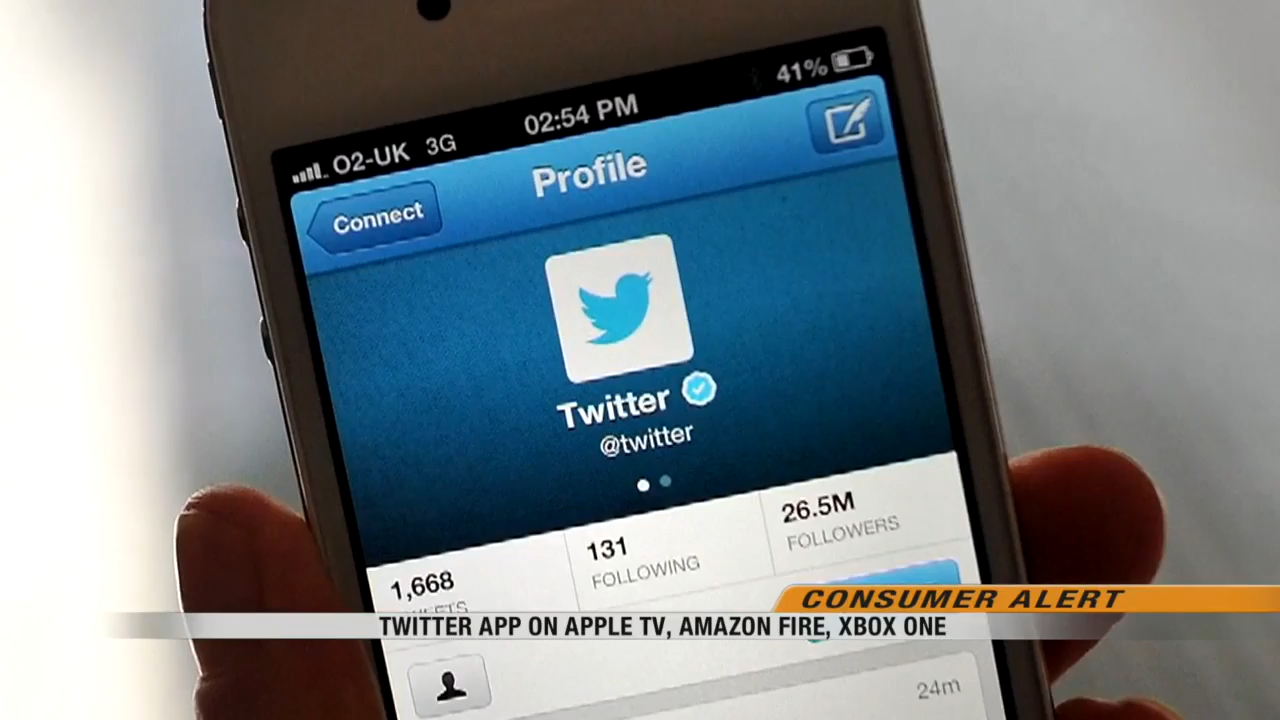 O2-UK 3G 02:54 PM 41%
Connect Profile
Twitter
@twitter
1,668 131 26.5M
TWEETS FOLLOWING FOLLOWERS
CONSUMER ALERT
TWITTER APP ON APPLE TV, AMAZON FIRE, XBOX ONE
24m